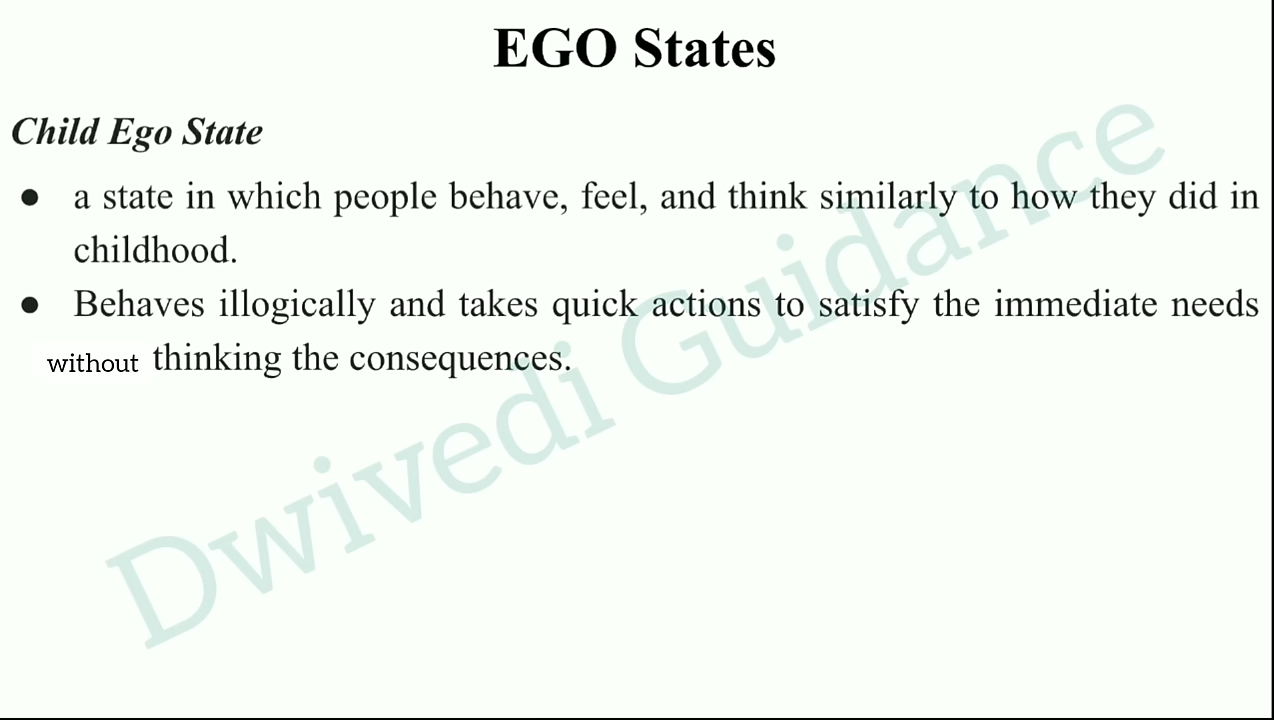 EGO States
Child Ego State
● a state in which people behave, feel, and think similarly to how they did in
childhood.
● Behaves illogically and takes quick actions to satisfy the immediate needs
without thinking the consequences.
Dwivedi Guidance